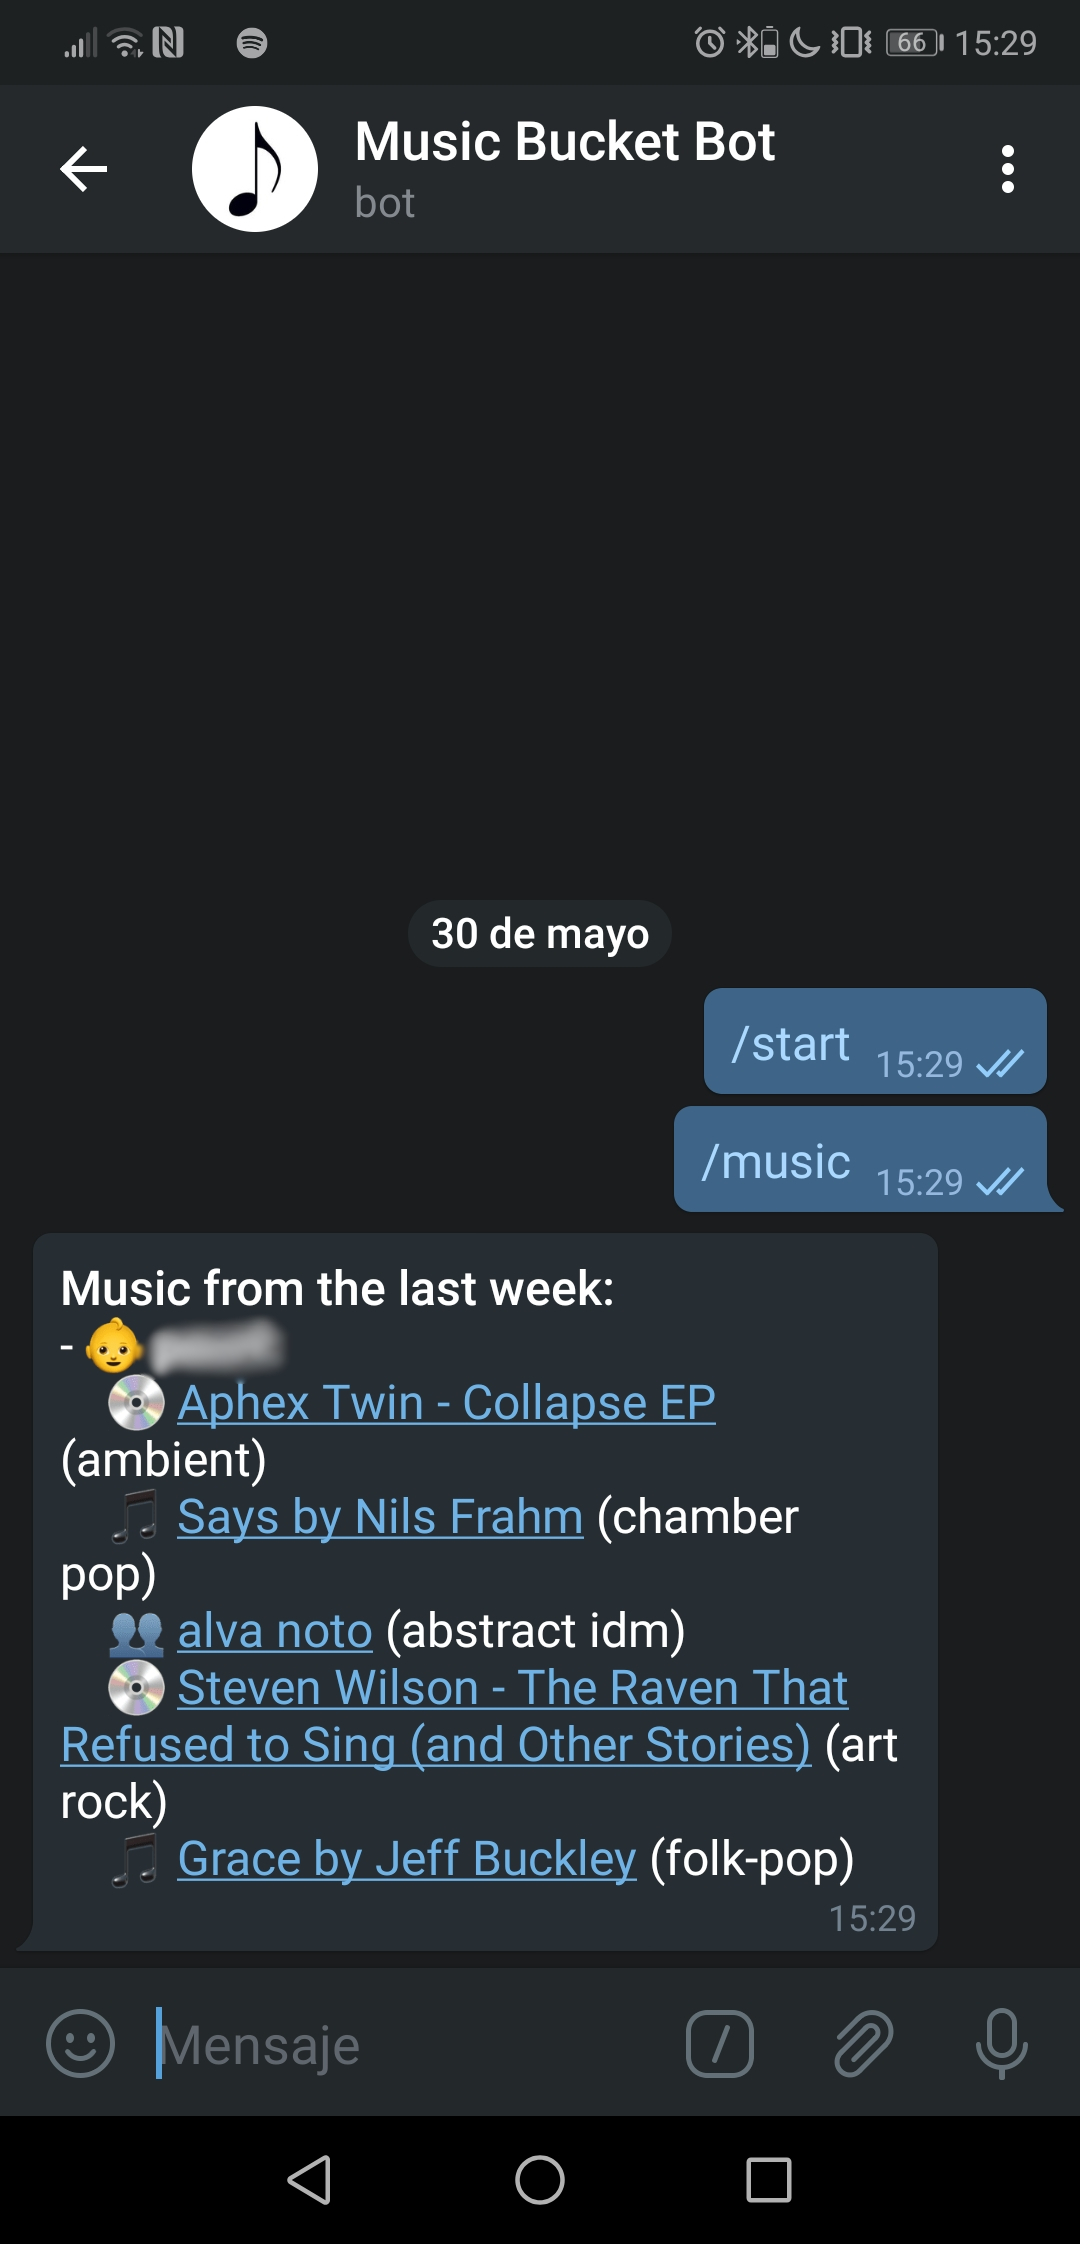 66 15:29
Music Bucket Bot
bot
30 de mayo
/start 15:29
/music 15:29
Music from the last week:
-
Aphex Twin - Collapse EP
(ambient)
Says by Nils Frahm (chamber
pop)
alva noto (abstract idm)
Steven Wilson - The Raven That
Refused to Sing (and Other Stories) (art
rock)
Grace by Jeff Buckley (folk-pop)
15:29
Mensaje